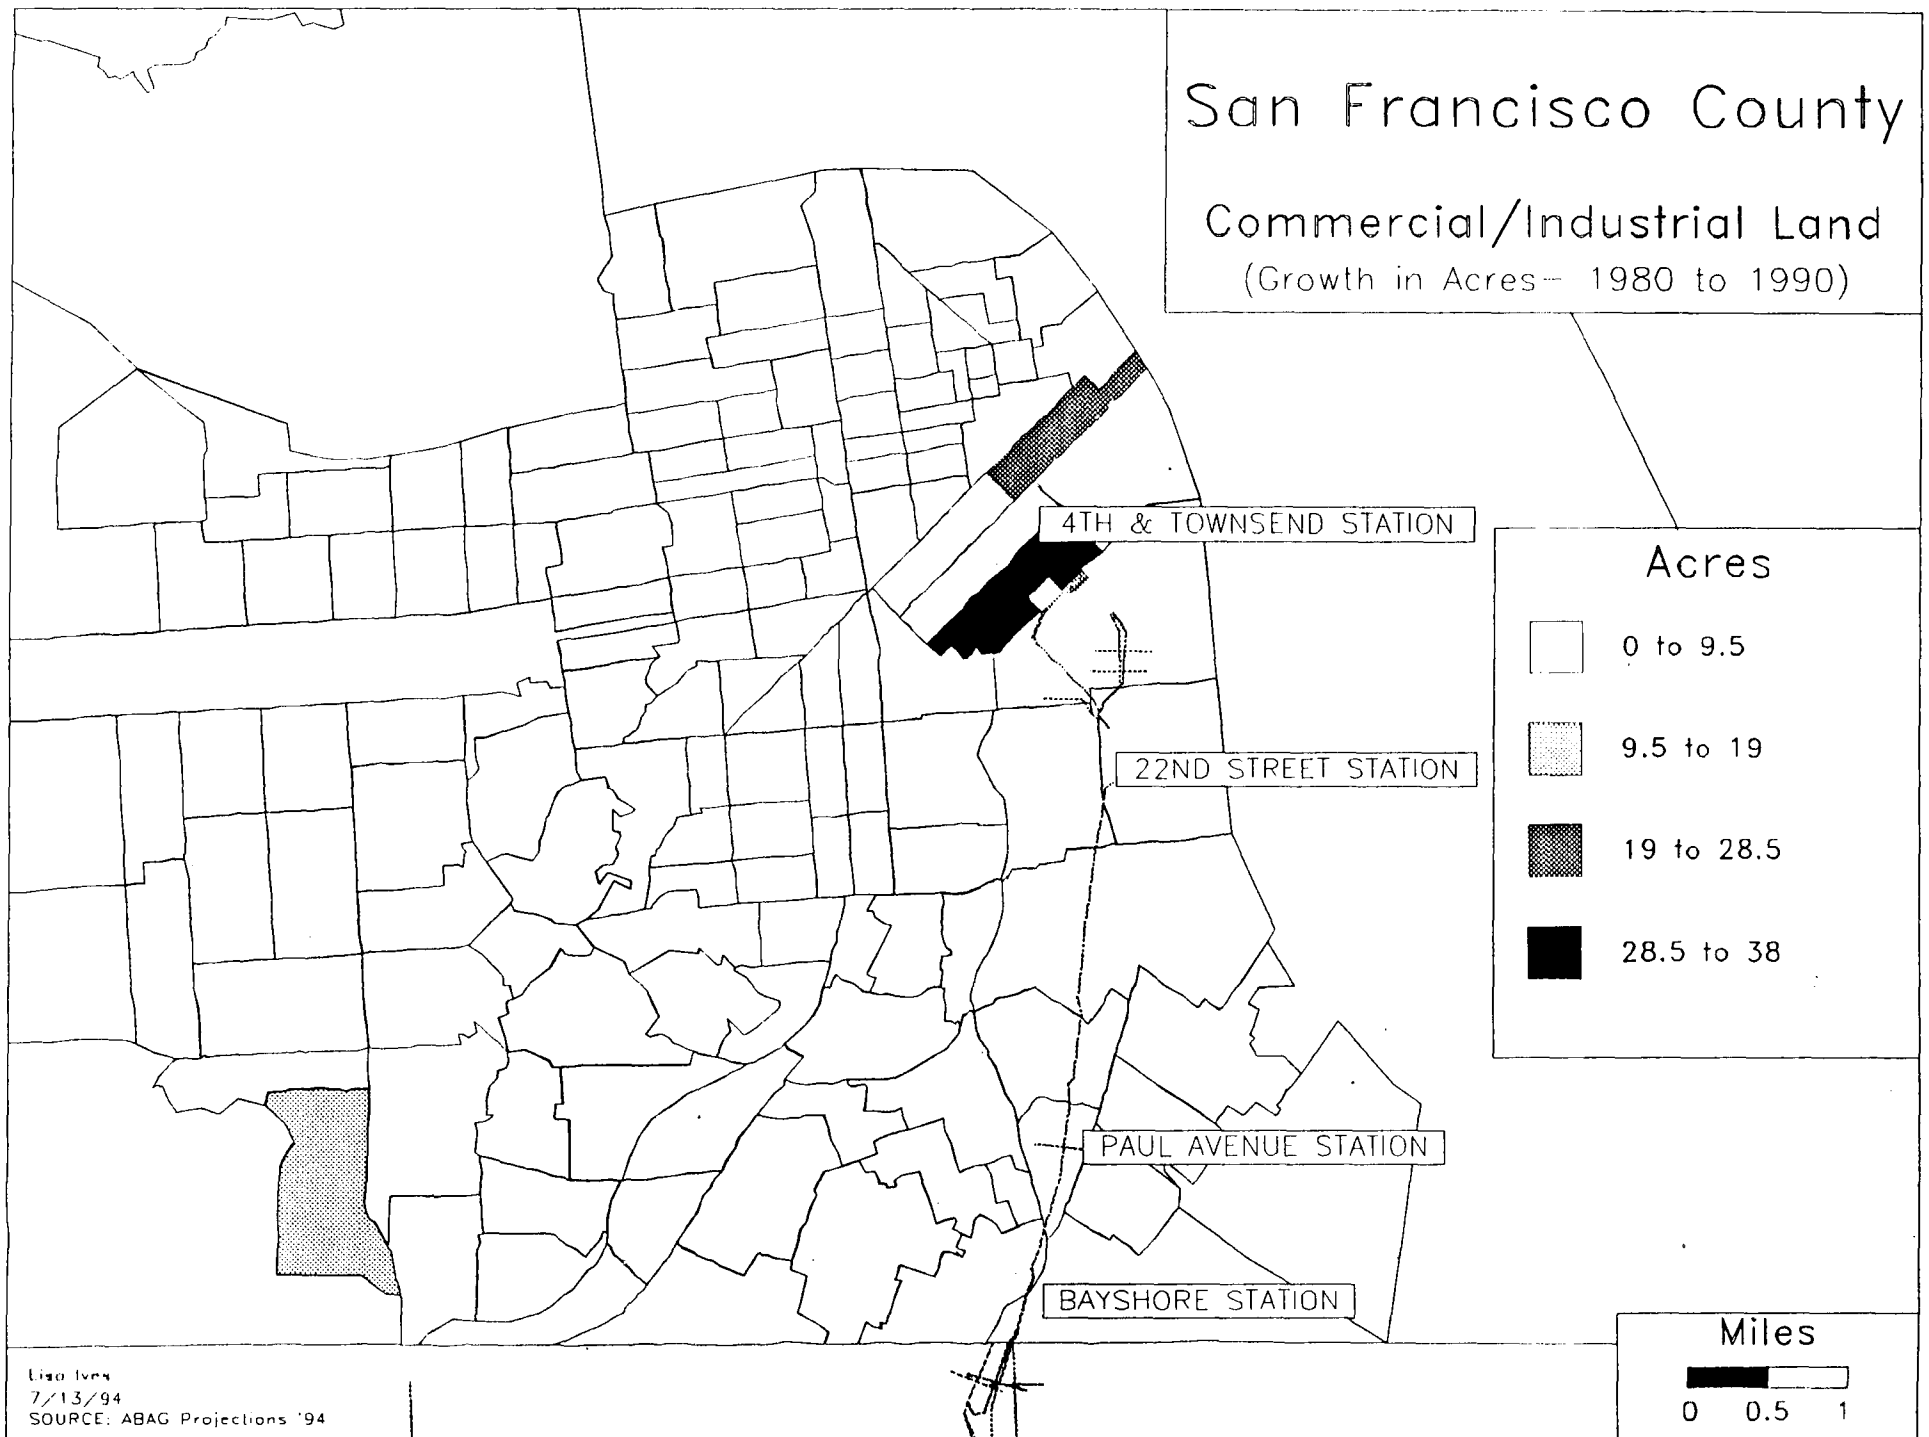 San Francisco County
Commercial/Industrial Land
(Growth in Acres- 1980 to 1990)
4TH & TOWNSEND STATION
Acres
0 to 9.5
9.5 to 19
19 to 28.5
28.5 to 38
22ND STREET STATION
PAUL AVENUE STATION
BAYSHORE STATION
Miles
0 0.5 1
Lisa Ives
7/13/94
SOURCE: ABAG Projections '94